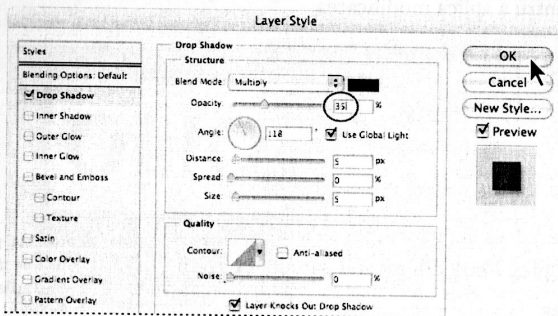 Layer Style
Styles
Blending Options: Default
Drop Shadow
Inner Shadow
Outer Glow
Inner Glow
Bevel and Emboss
Contour
Texture
Satin
Color Overlay
Gradient Overlay
Pattern Overlay
Drop Shadow
Structure
Blend Mode: Multiply
Opacity: 35 %
Angle: 118 ° Use Global Light
Distance: 5 px
Spread: 0 %
Size: 5 px
Quality
Contour: Anti-aliased
Noise: 0 %
Layer Knocks Out Drop Shadow
OK
Cancel
New Style...
Preview